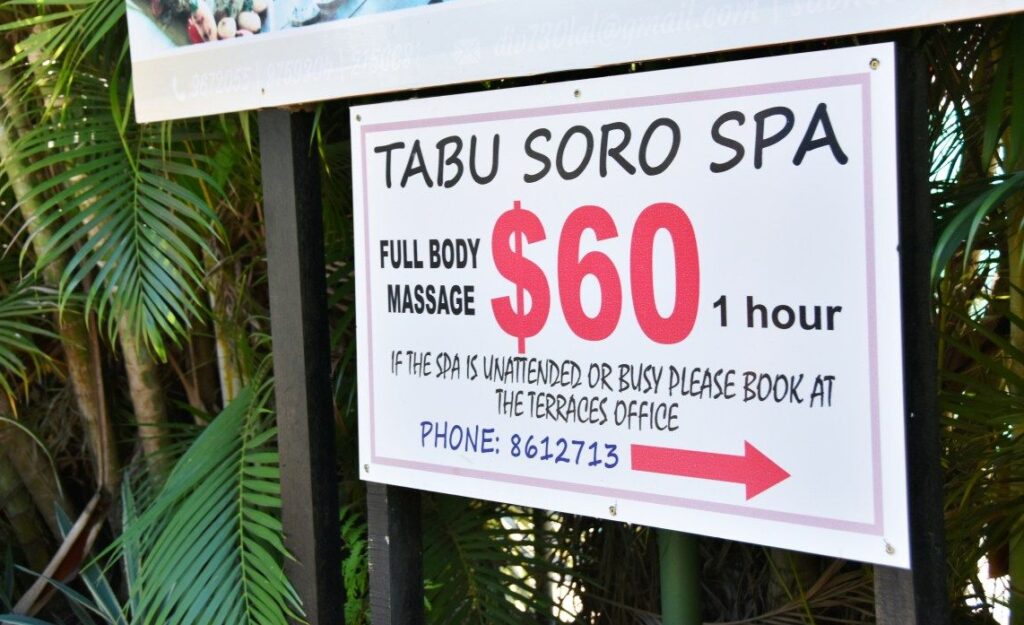 TABU SORO SPA
FULL BODY
MASSAGE
$60
1 hour
IF THE SPA IS UNATTENDED OR BUSY PLEASE BOOK AT
THE TERRACES OFFICE
PHONE: 8612713